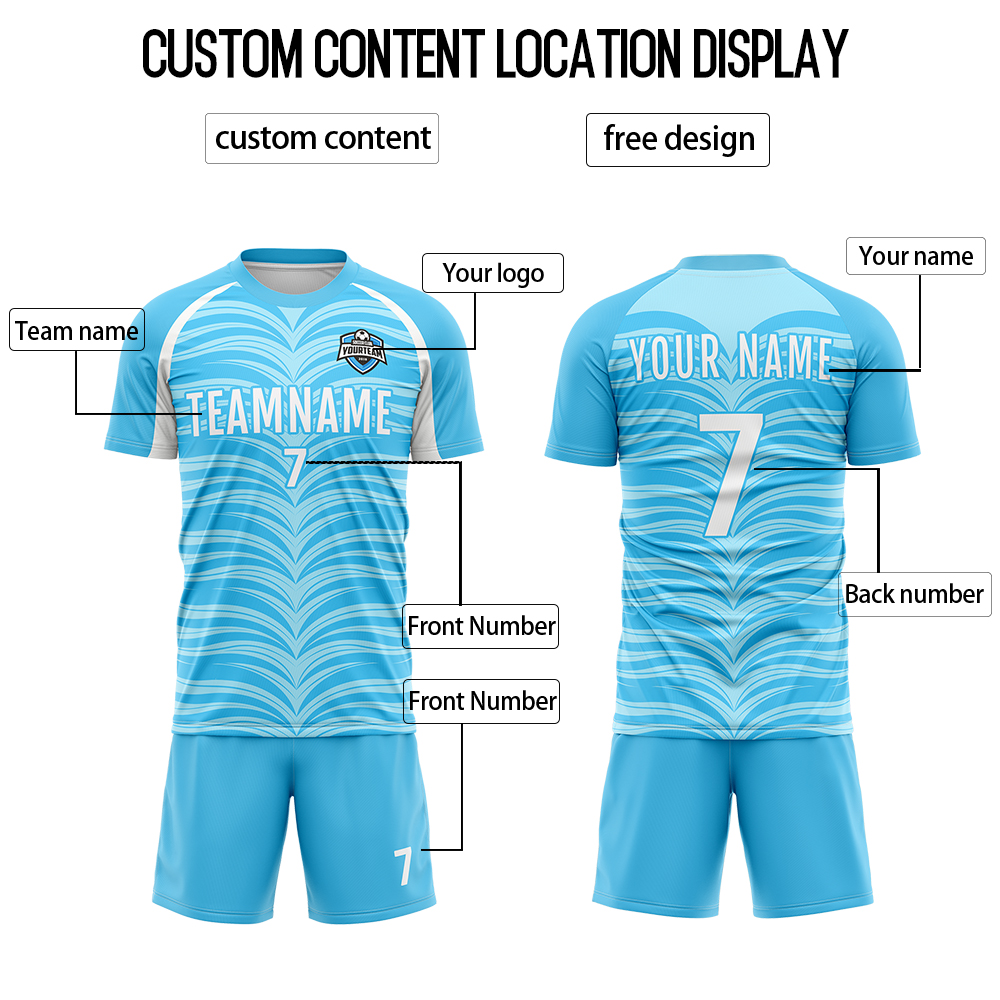 CUSTOM CONTENT LOCATION DISPLAY
custom content
free design
Your name
Your logo
Team name
YOURTEAM
YOUR NAME
TEAMNAME
7
7
Back number
Front Number
Front Number
7